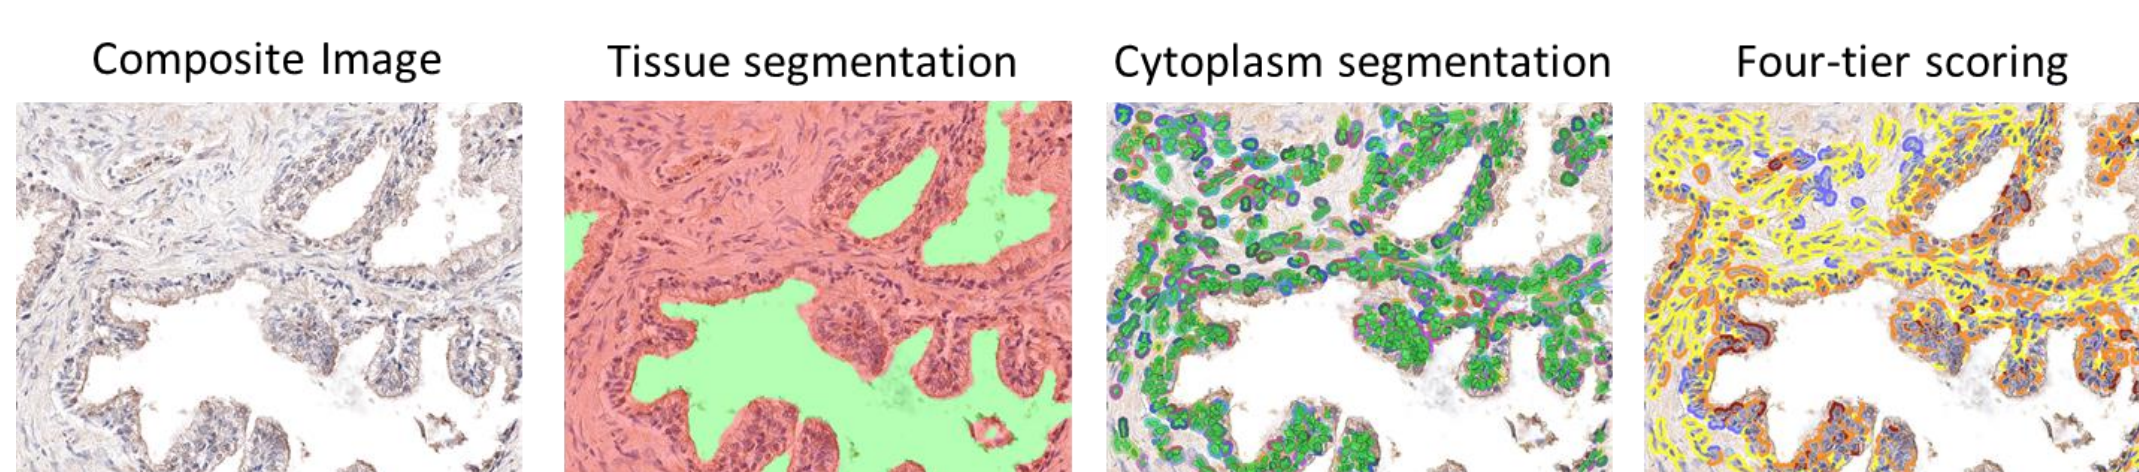 Composite Image
Tissue segmentation
Cytoplasm segmentation
Four-tier scoring